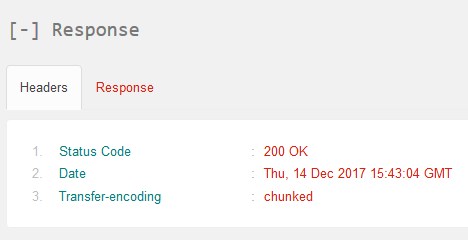 [-] Response
Headers Response
1. Status Code : 200 OK
2. Date : Thu, 14 Dec 2017 15:43:04 GMT
3. Transfer-encoding : chunked